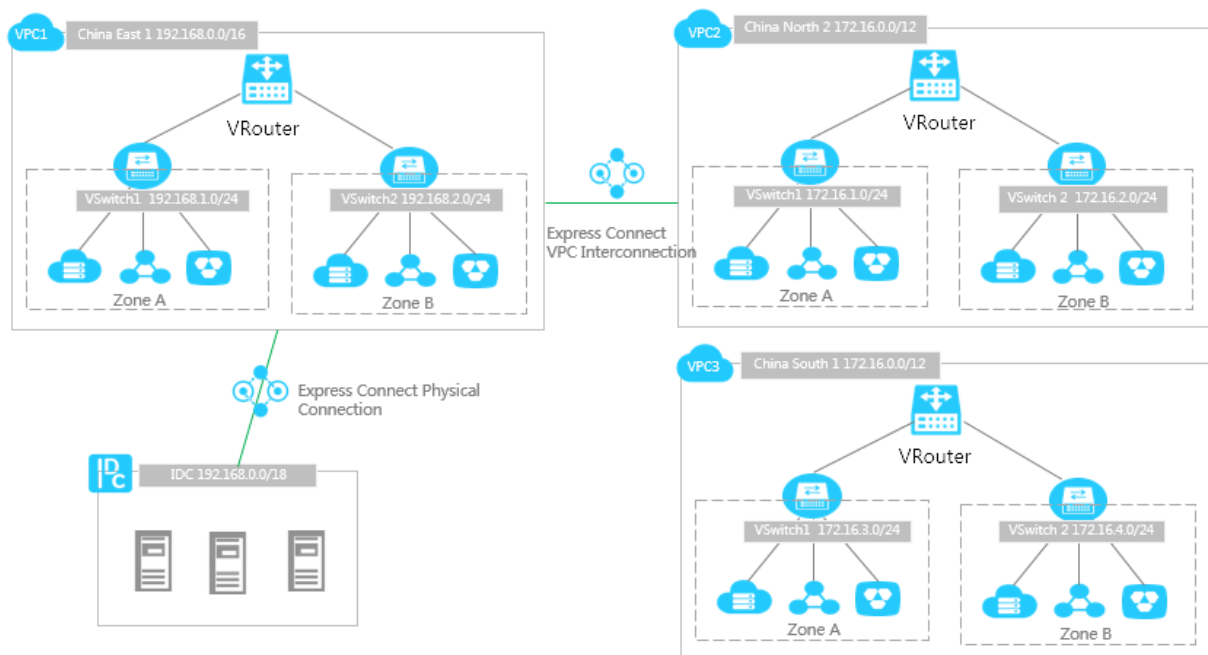 VPC1
China East 1 192.168.0.0/16
VRouter
VSwitch1 192.168.1.0/24
VSwitch2 192.168.2.0/24
Zone A
Zone B
Express Connect
VPC Interconnection
VPC2
China North 2 172.16.0.0/12
VRouter
VSwitch1 172.16.1.0/24
VSwitch 2 172.16.2.0/24
Zone A
Zone B
Express Connect Physical
Connection
IDC
IDC 192.168.0.0/18
VPC3
China South 1 172.16.0.0/12
VRouter
VSwitch1 172.16.3.0/24
VSwitch 2 172.16.4.0/24
Zone A
Zone B